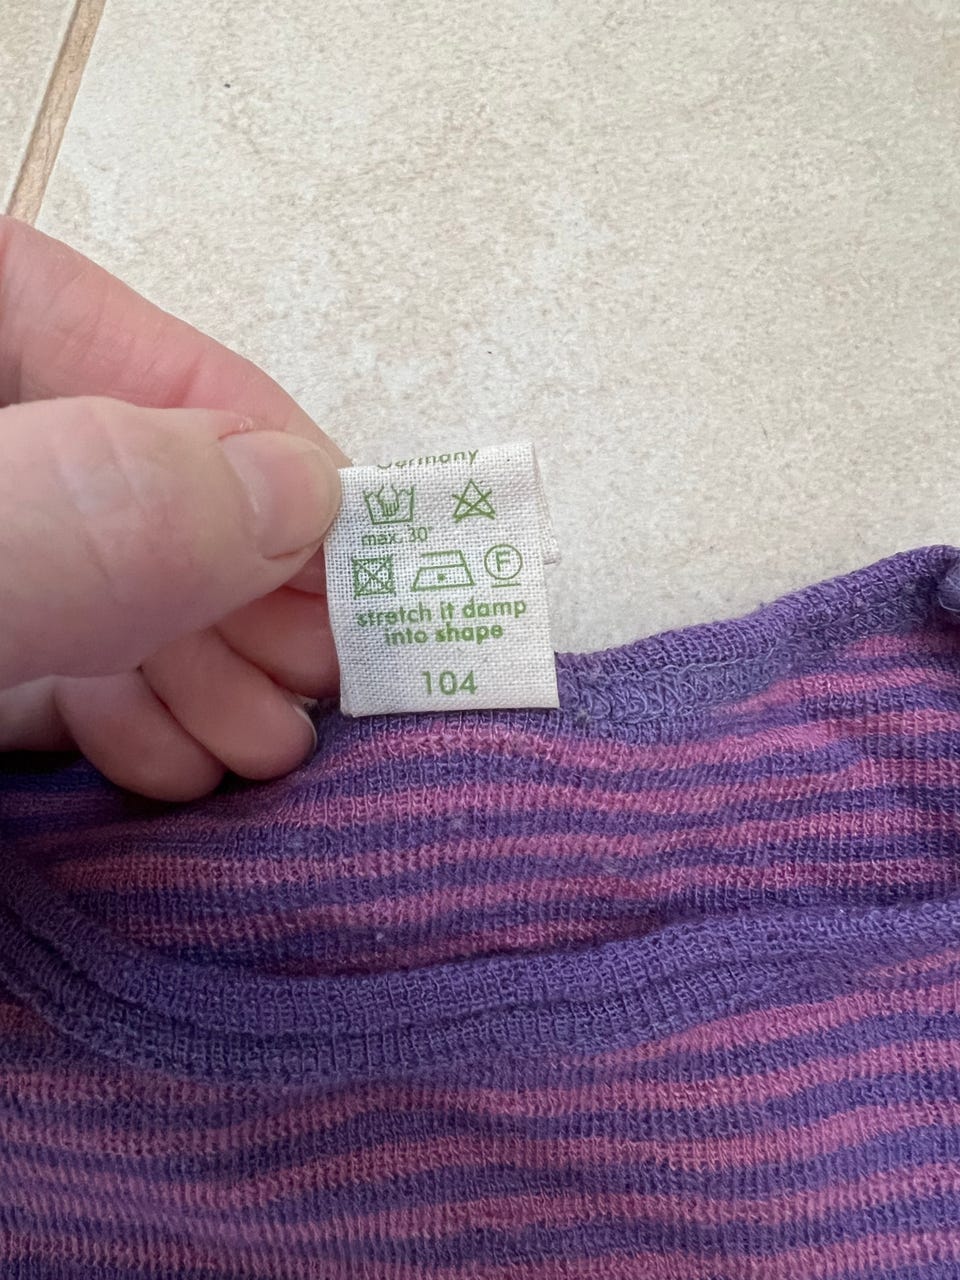 Germany
max. 30°
F
stretch it damp
into shape
104